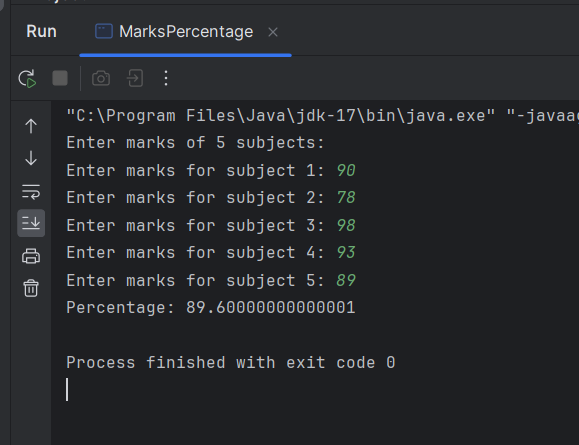 Run MarksPercentage
"C:\Program Files\Java\jdk-17\bin\java.exe" "-javaag
Enter marks of 5 subjects:
Enter marks for subject 1: 90
Enter marks for subject 2: 78
Enter marks for subject 3: 98
Enter marks for subject 4: 93
Enter marks for subject 5: 89
Percentage: 89.60000000000001
Process finished with exit code 0